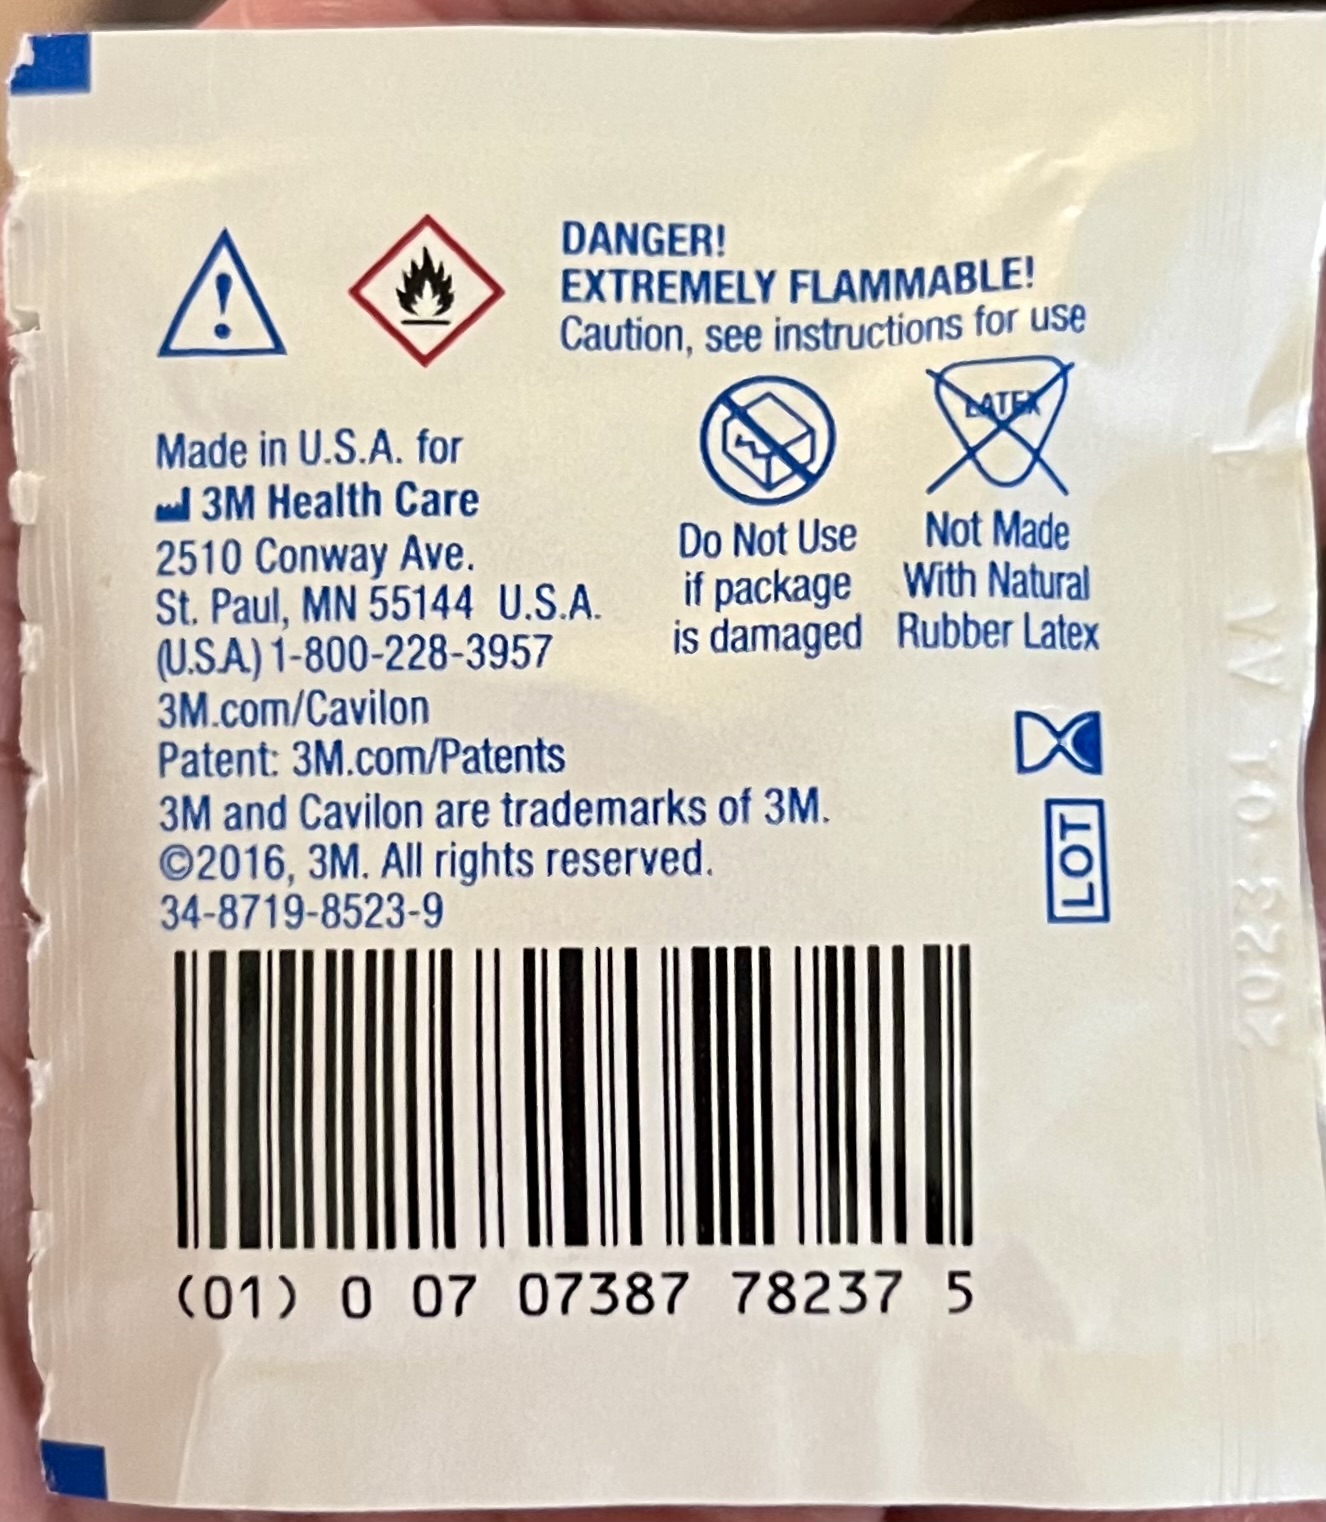 DANGER!
EXTREMELY FLAMMABLE!
Caution, see instructions for use
LATEX
Made in U.S.A. for
3M Health Care
2510 Conway Ave.
St. Paul, MN 55144 U.S.A.
(U.S.A.) 1-800-228-3957
3M.com/Cavilon
Patent: 3M.com/Patents
3M and Cavilon are trademarks of 3M.
©2016, 3M. All rights reserved.
34-8719-8523-9
Do Not Use
if package
is damaged
Not Made
With Natural
Rubber Latex
LOT
2023-01
(01) 0 07 07387 78237 5